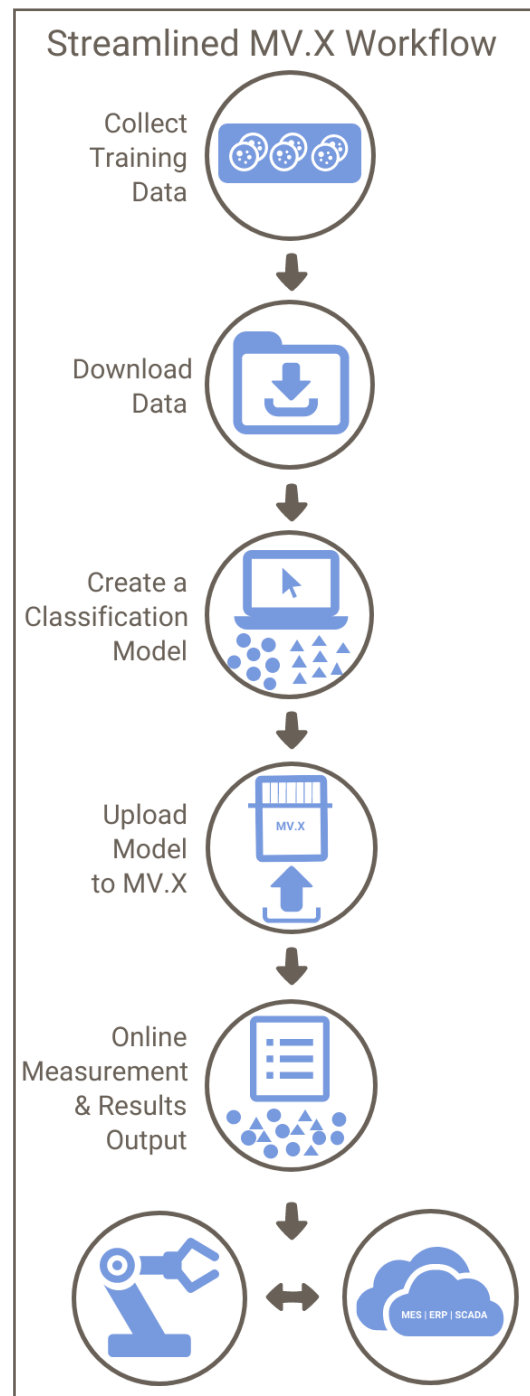 Streamlined MV.X Workflow
Collect
Training
Data
Download
Data
Create a
Classification
Model
Upload
Model
to MV.X
MV.X
Online
Measurement
& Results
Output
MES | ERP | SCADA